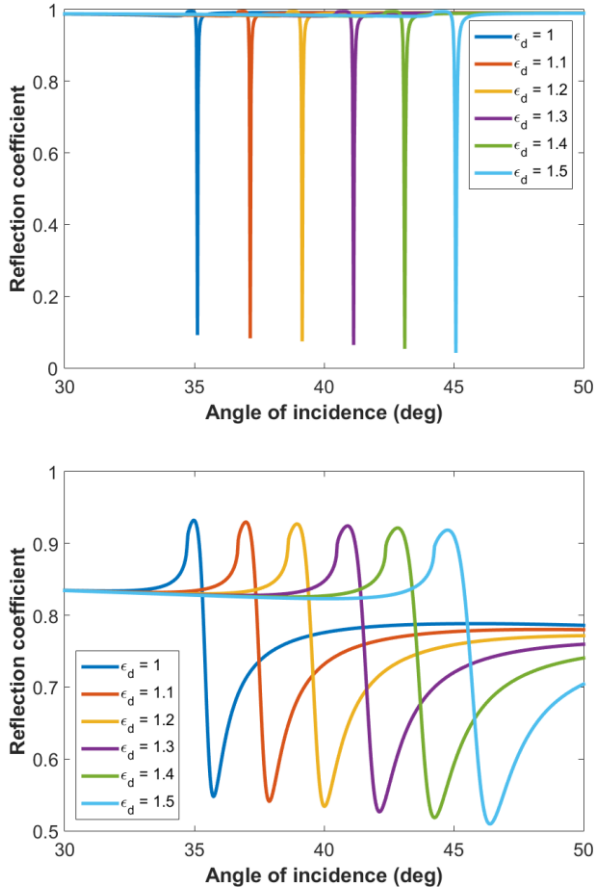 1
0.8
0.6
0.4
0.2
0
Reflection coefficient
30 35 40 45 50
Angle of incidence (deg)
ϵd = 1
ϵd = 1.1
ϵd = 1.2
ϵd = 1.3
ϵd = 1.4
ϵd = 1.5
1
0.9
0.8
0.7
0.6
0.5
Reflection coefficient
ϵd = 1
ϵd = 1.1
ϵd = 1.2
ϵd = 1.3
ϵd = 1.4
ϵd = 1.5
30 35 40 45 50
Angle of incidence (deg)